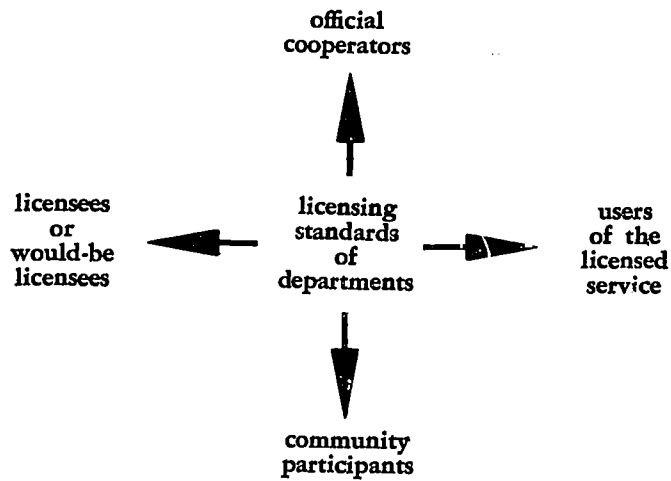 official
cooperators
licensees
or
would-be
licensees
licensing
standards
of
departments
users
of the
licensed
service
community
participants